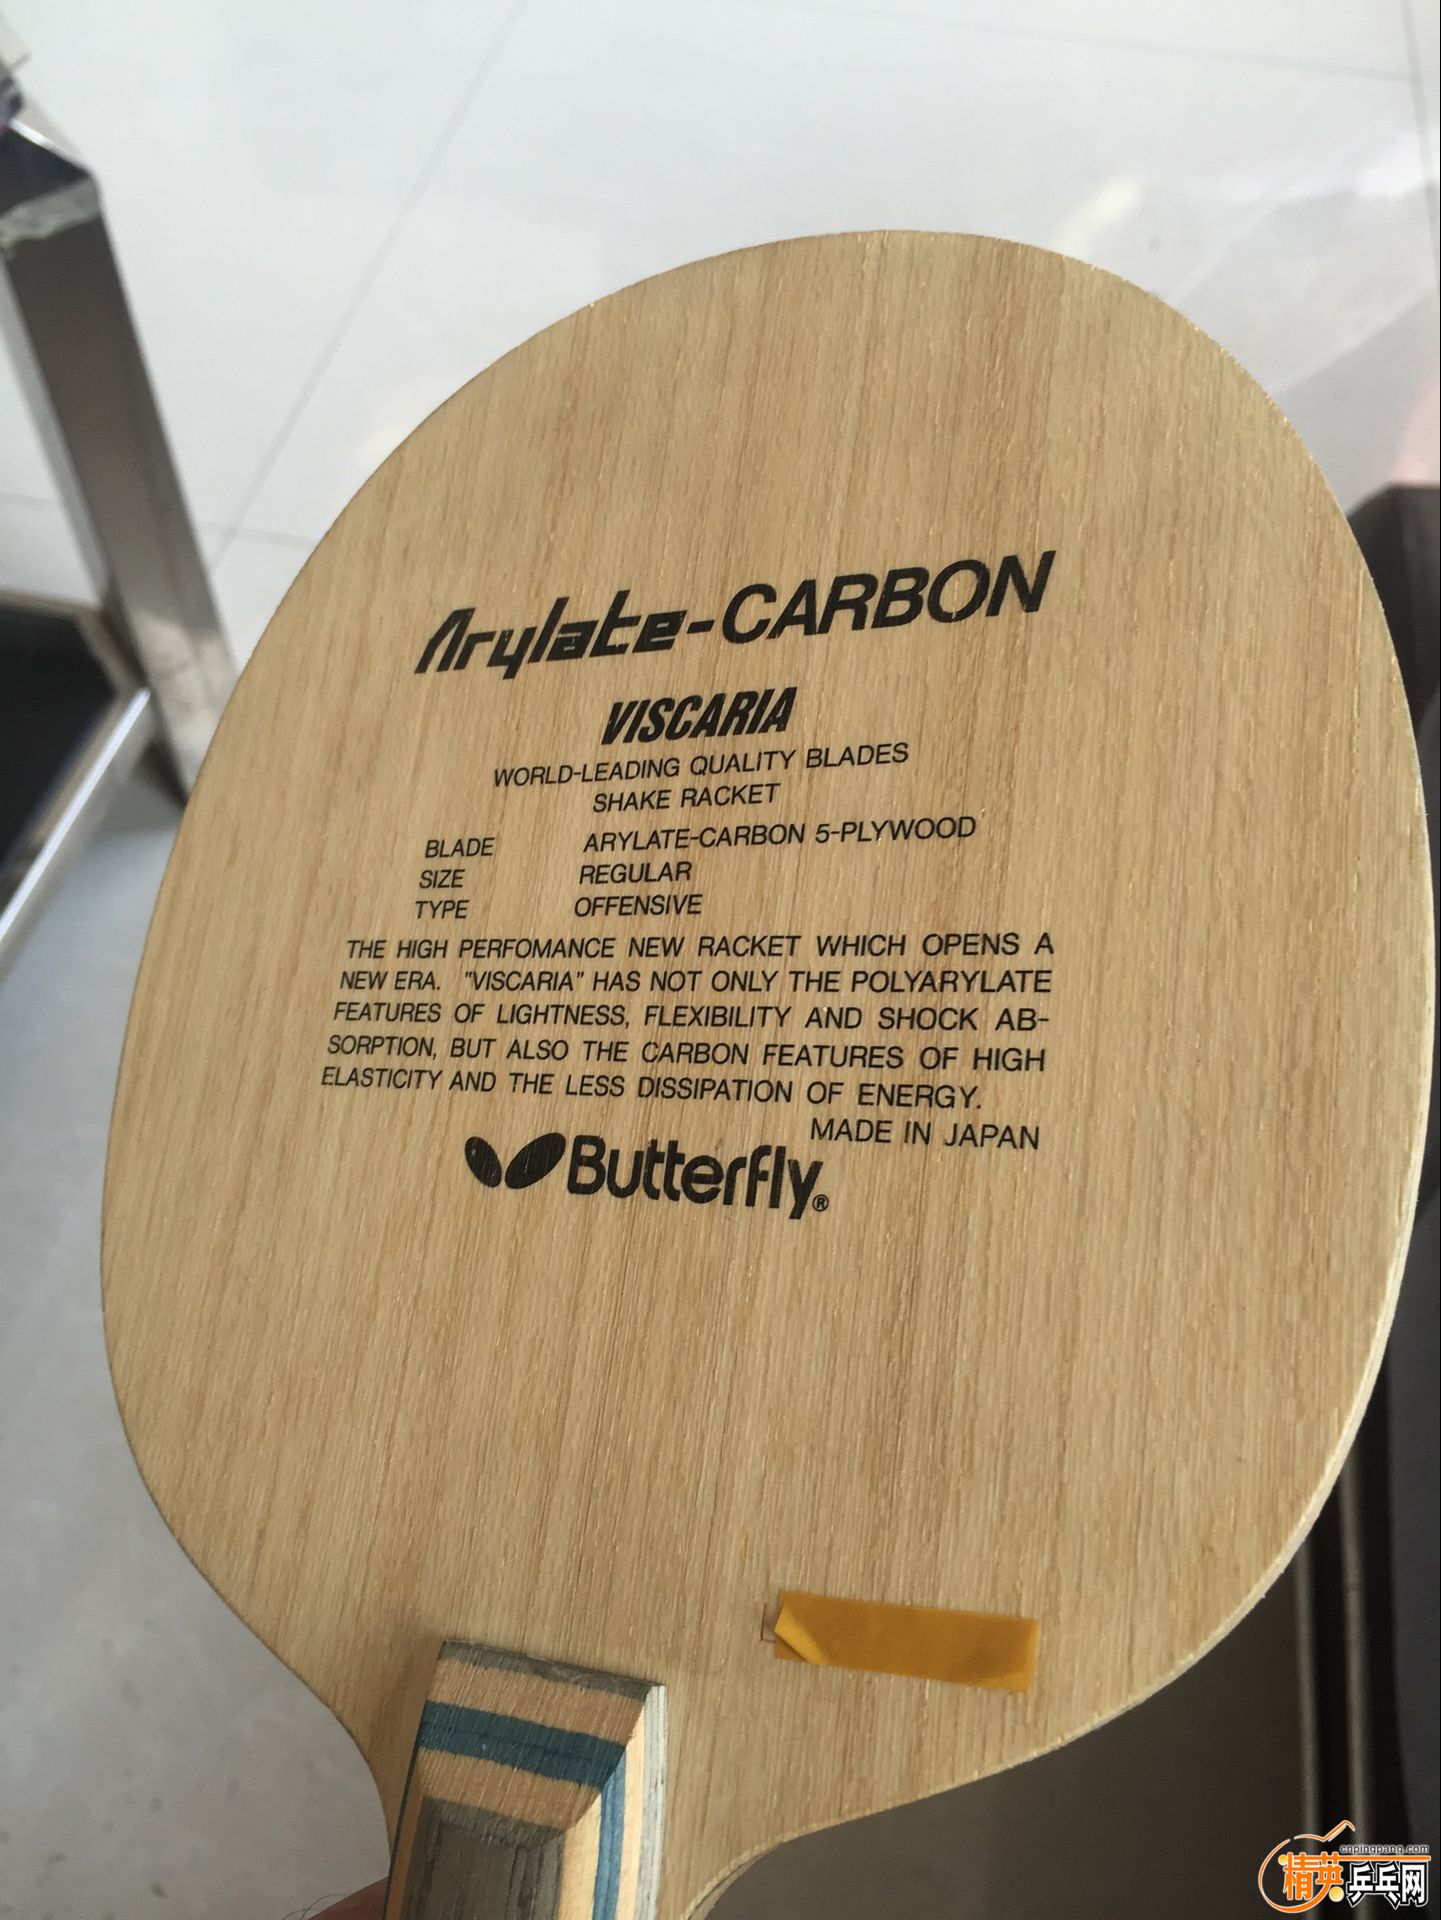 Arylate-CARBON
VISCARIA
WORLD-LEADING QUALITY BLADES
SHAKE RACKET
BLADE ARYLATE-CARBON 5-PLYWOOD
SIZE REGULAR
TYPE OFFENSIVE
THE HIGH PERFOMANCE NEW RACKET WHICH OPENS A
NEW ERA. "VISCARIA" HAS NOT ONLY THE POLYARYLATE
FEATURES OF LIGHTNESS, FLEXIBILITY AND SHOCK AB-
SORPTION, BUT ALSO THE CARBON FEATURES OF HIGH
ELASTICITY AND THE LESS DISSIPATION OF ENERGY.
MADE IN JAPAN
Butterfly®
cnpingpang.com
精英乒乓网